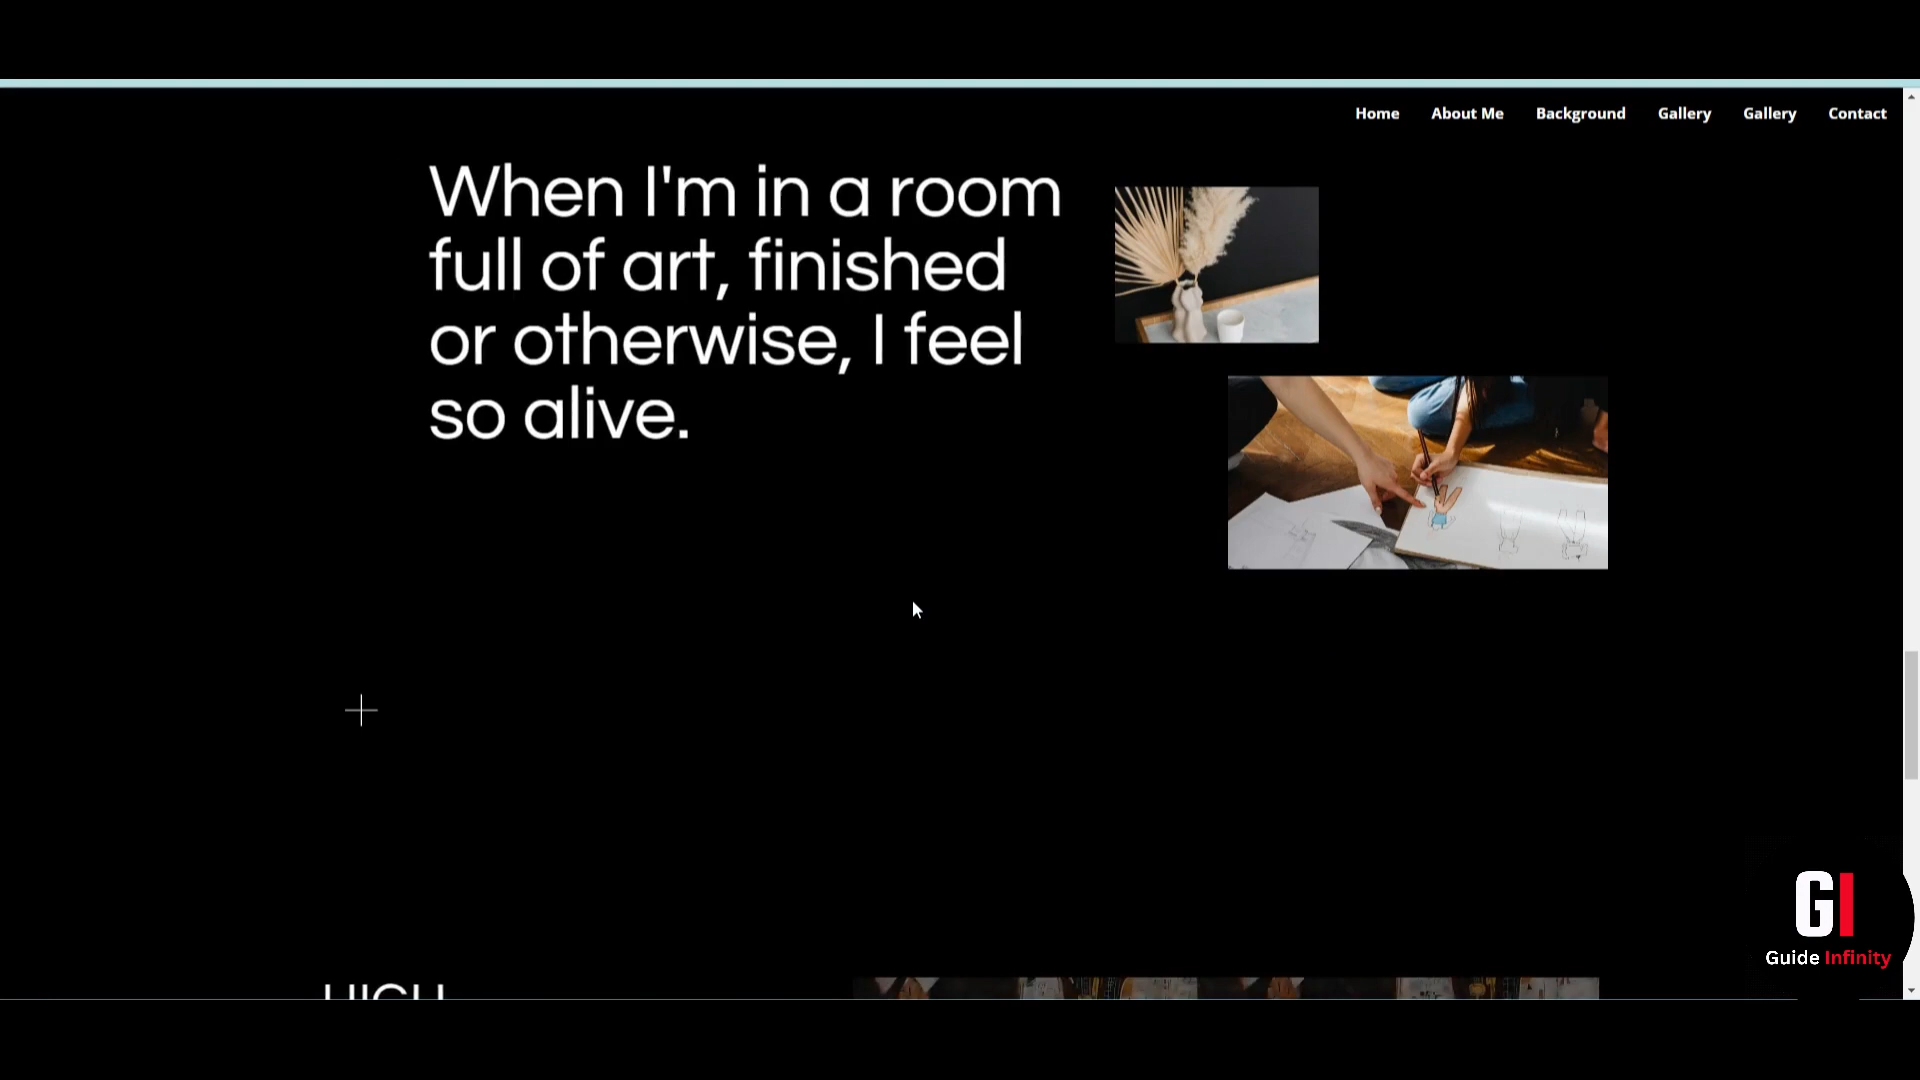 Home About Me Background Gallery Gallery Contact
When I'm in a room
full of art, finished
or otherwise, I feel
so alive.
GI
Guide Infinity